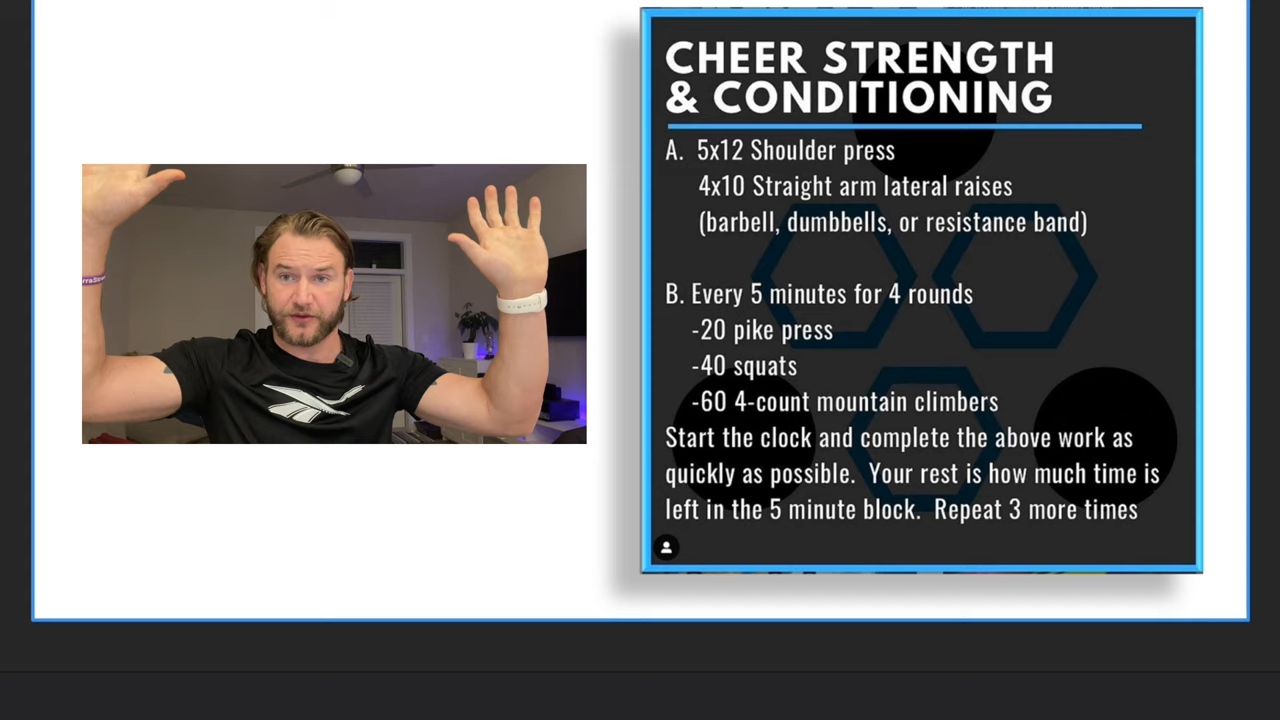 CHEER STRENGTH
& CONDITIONING
A. 5x12 Shoulder press
4x10 Straight arm lateral raises
(barbell, dumbbells, or resistance band)
B. Every 5 minutes for 4 rounds
-20 pike press
-40 squats
-60 4-count mountain climbers
Start the clock and complete the above work as
quickly as possible. Your rest is how much time is
left in the 5 minute block. Repeat 3 more times